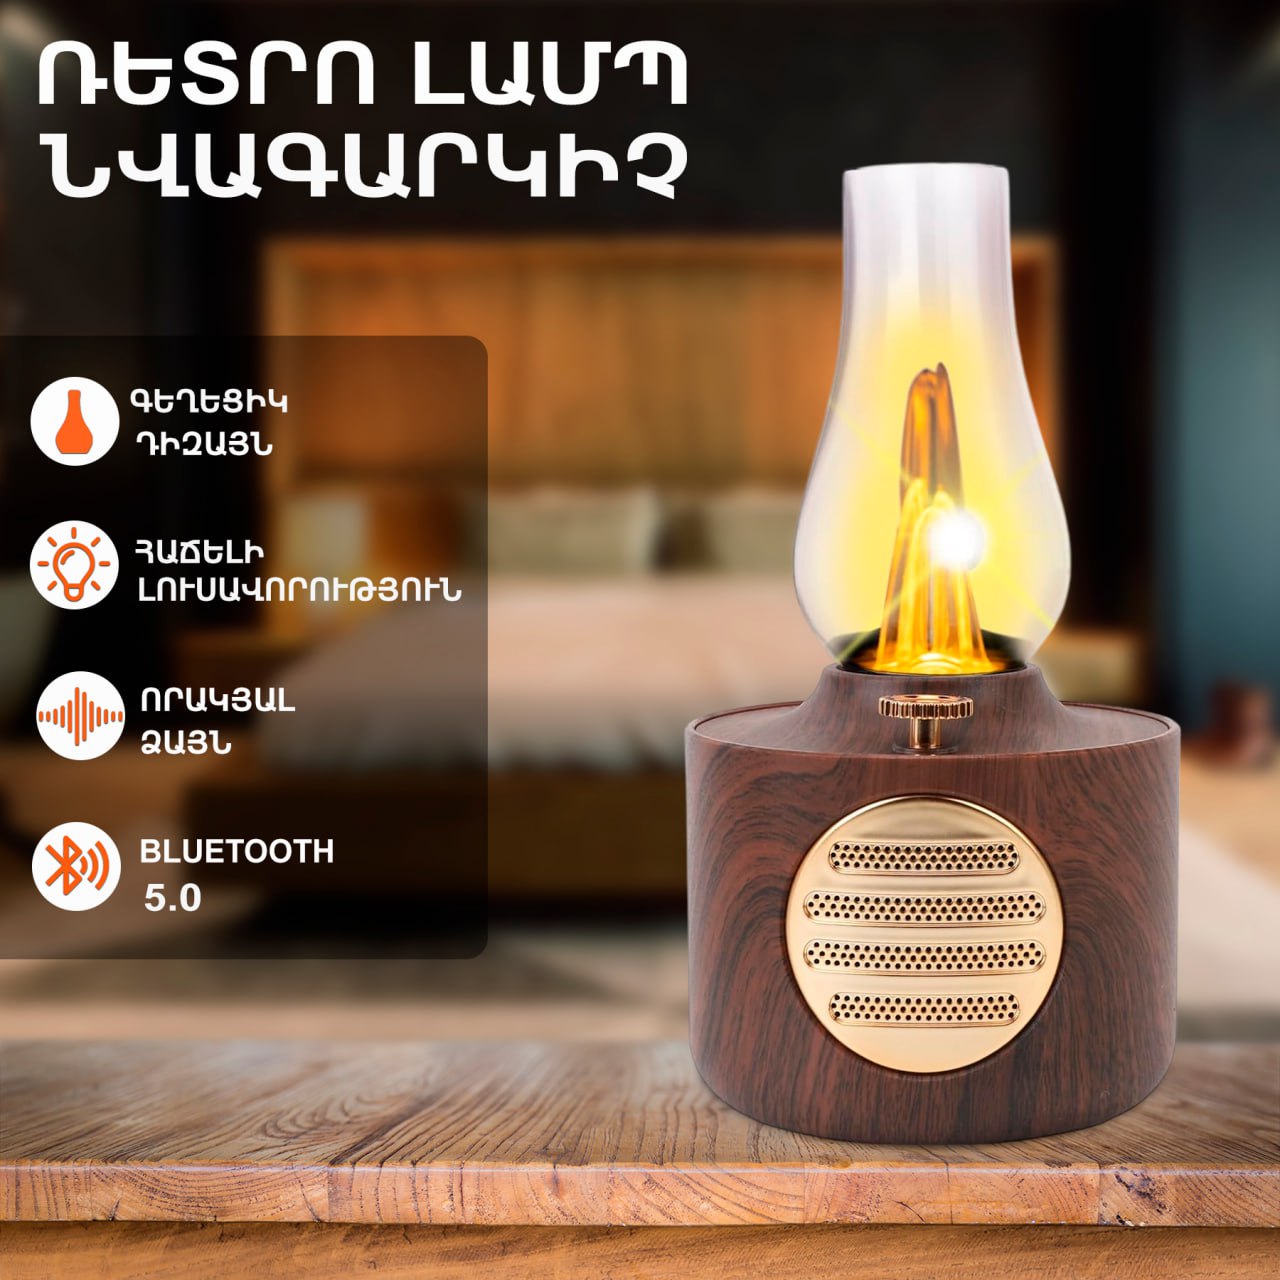 ՌԵՏՐՈ ԼԱՄՊ
ՆՎԱԳԱՐԿԻՉ
ԳԵՂԵՑԻԿ
ԴԻԶԱՅՆ
ՀԱՃԵԼԻ
ԼՈՒՍԱՎՈՐՈՒԹՅՈՒՆ
ՈՐԱԿՅԱԼ
ՁԱՅՆ
BLUETOOTH
5.0